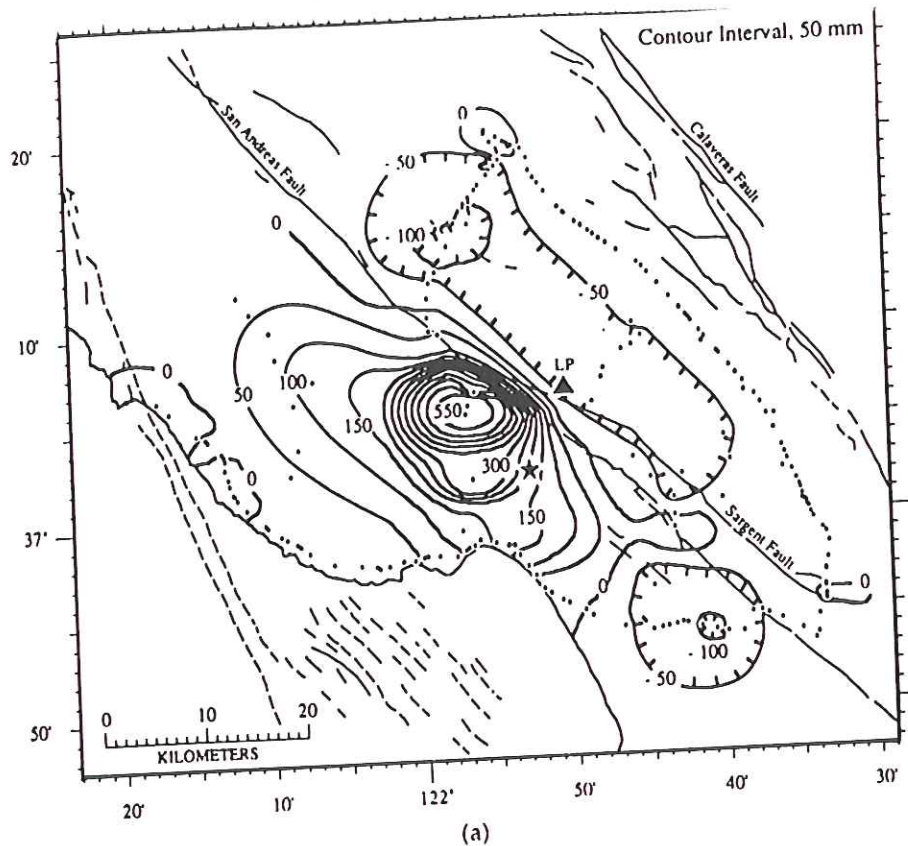 Contour Interval, 50 mm
San Andreas Fault
Calaveras Fault
0
20'
- 50
0
- 100
- 50
10'
LP
0
50
100
550
150
300
0
150
37'
Sargent Fault
0
0
- 100
- 50
0 10 20
KILOMETERS
50'
20' 10' 122' 50' 40' 30'
(a)